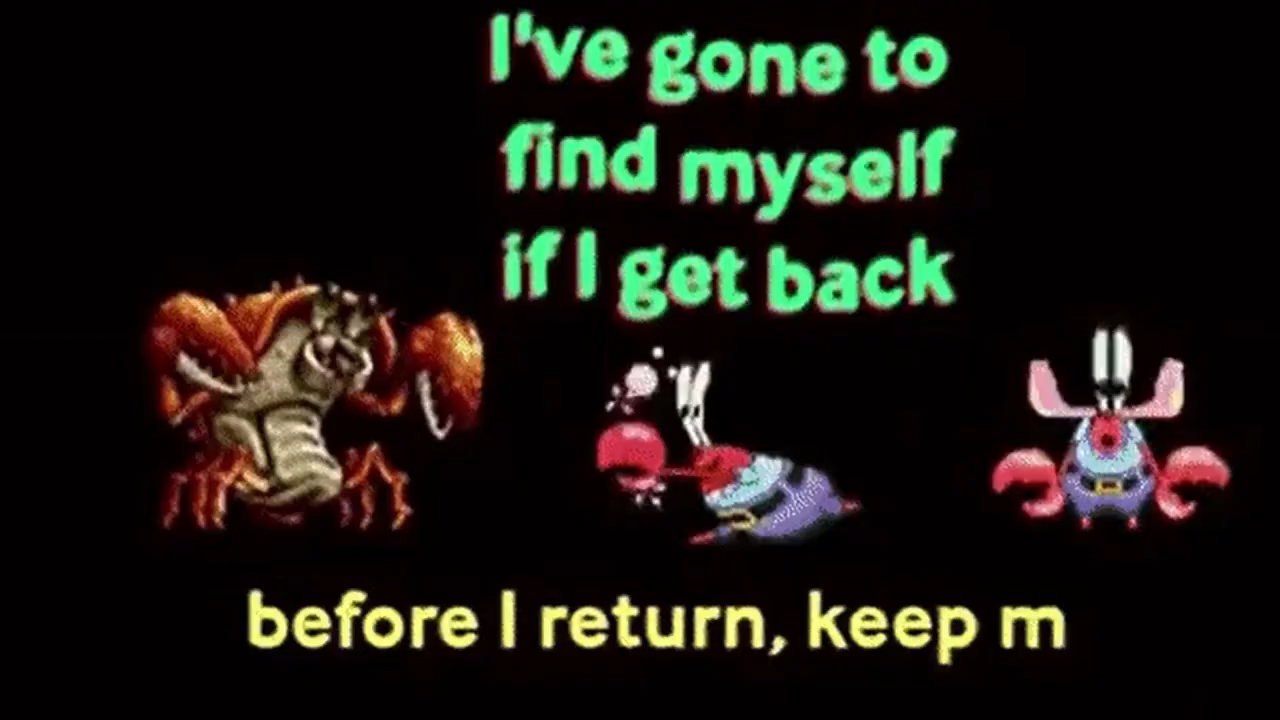 I've gone to
find myself
if I get back
before I return, keep m